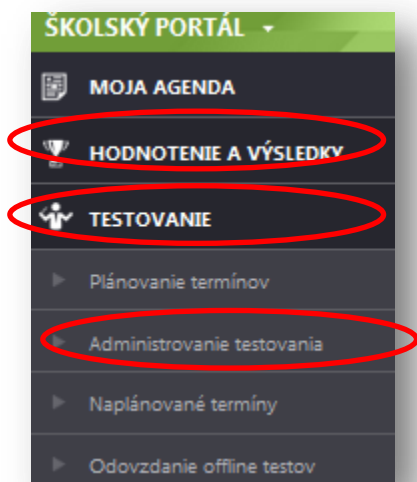 ŠKOLSKÝ PORTÁL
MOJA AGENDA
HODNOTENIE A VÝSLEDKY
TESTOVANIE
Plánovanie termínov
Administrovanie testovania
Naplánované termíny
Odovzdanie offline testov